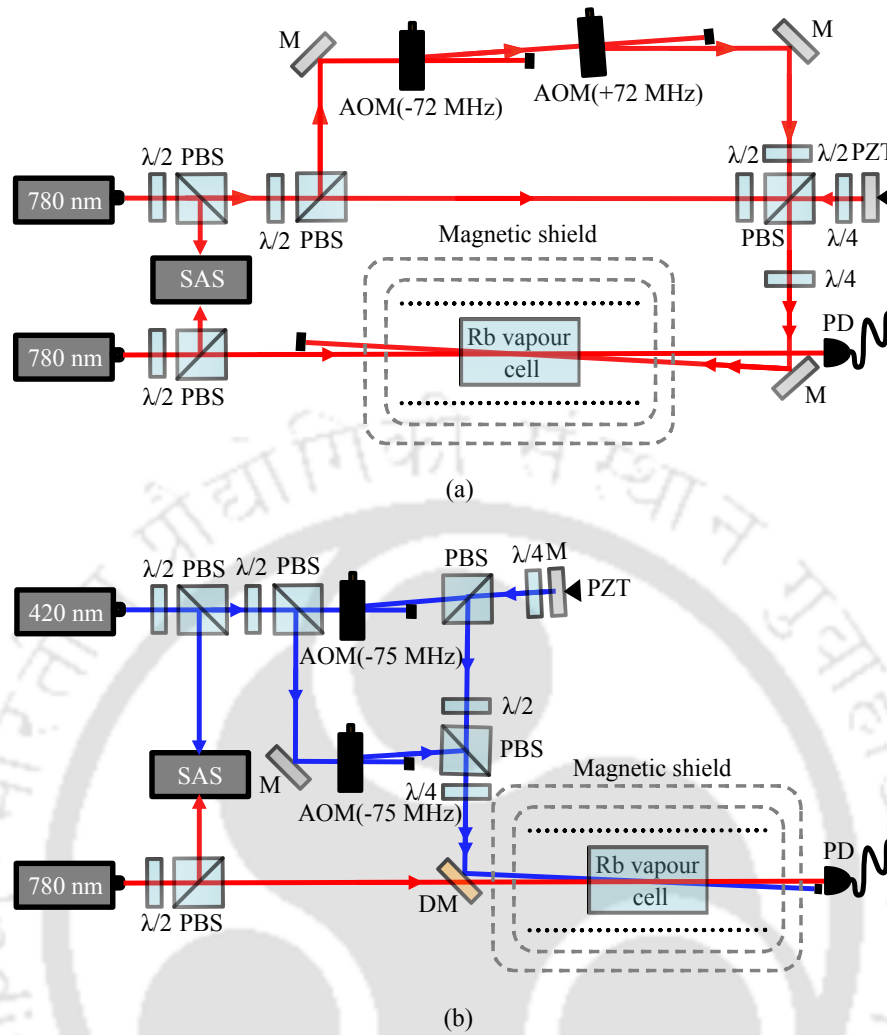 M
M
AOM(-72 MHz)
AOM(+72 MHz)
λ/2 PBS
λ/2
λ/2 PZT
780 nm
λ/2
PBS
PBS
λ/4
Magnetic shield
λ/4
SAS
Rb vapour
cell
PD
780 nm
λ/2
PBS
M
(a)
λ/2 PBS λ/2 PBS
PBS
λ/4 M
420 nm
PZT
AOM(-75 MHz)
λ/2
PBS
SAS
M
λ/4
Magnetic shield
AOM(-75 MHz)
Rb vapour
cell
PD
780 nm
λ/2
PBS
DM
(b)